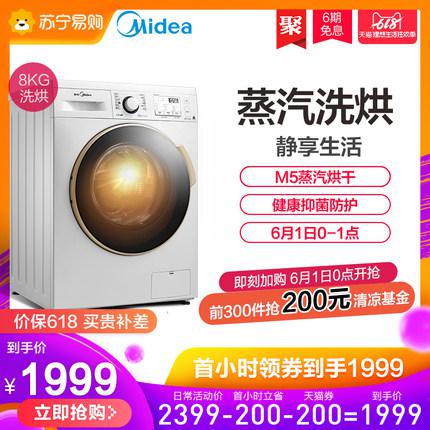 苏宁易购 Midea
聚 6期免息 618 天猫 理想生活狂欢季
8KG
洗烘
蒸汽洗烘
静享生活
M5蒸汽烘干
健康抑菌防护
6月1日0-1点
即刻加购 6月1日0点开抢
前300件抢200元清凉基金
价保618 买贵补差
到手价
¥1999
立即抢购>
首小时领券到手1999
日常活动价 首小时立省 天猫券 到手价
2399-200-200=1999